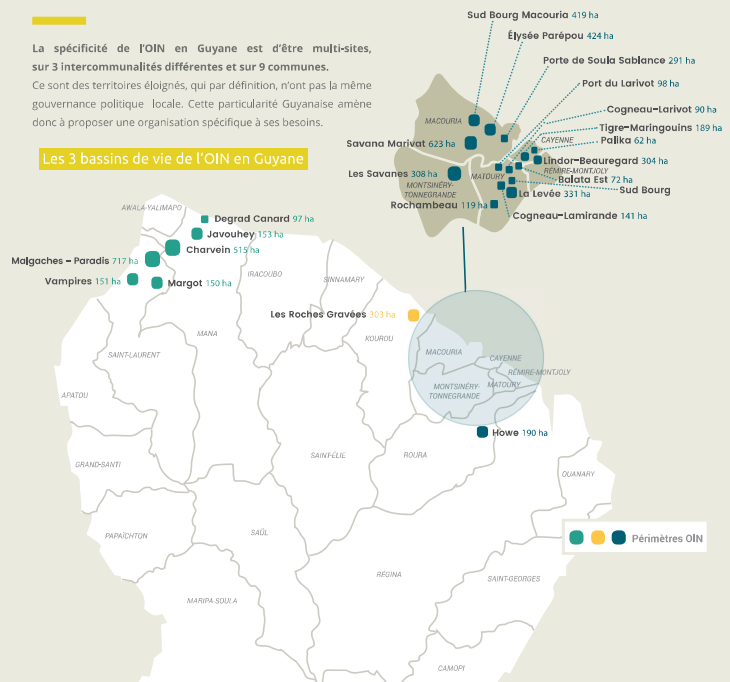 La spécificité de l'OIN en Guyane est d'être multi-sites,
sur 3 intercommunalités différentes et sur 9 communes.
Ce sont des territoires éloignés, qui par définition, n'ont pas la même
gouvernance politique locale. Cette particularité Guyanaise amène
donc à proposer une organisation spécifique à ses besoins.
Les 3 bassins de vie de l'OIN en Guyane
Sud Bourg Macouria 419 ha
Élysée Parépou 424 ha
Porte de Soula Sablance 291 ha
Port du Larivot 98 ha
Cogneau-Larivot 90 ha
Tigre-Maringouins 189 ha
Palika 62 ha
Lindor-Beauregard 304 ha
Balata Est 72 ha
Sud Bourg
La Levée 331 ha
Cogneau-Lamirande 141 ha
Savana Marivat 623 ha
Les Savanes 308 ha
Rochambeau 119 ha
MACOURIA
CAYENNE
RÉMIRE-MONTJOLY
MATOURY
MONTSINÉRY-
TONNEGRANDE
AWALA-YALIMAPO
Degrad Canard 97 ha
Javouhey 153 ha
Charvein 515 ha
Malgaches - Paradis 717 ha
Vampires 151 ha
Margot 150 ha
IRACOUBO
SINNAMARY
Les Roches Gravées 303 ha
KOUROU
MANA
SAINT-LAURENT
MACOURIA
CAYENNE
RÉMIRE-MONTJOLY
MATOURY
MONTSINÉRY-
TONNEGRANDE
APATOU
Howe 190 ha
GRAND-SANTI
SAINT-ÉLIE
ROURA
OUANARY
PAPAÏCHTON
SAÜL
Périmètres OIN
RÉGINA
SAINT-GEORGES
MARIPA-SOULA
CAMOPI